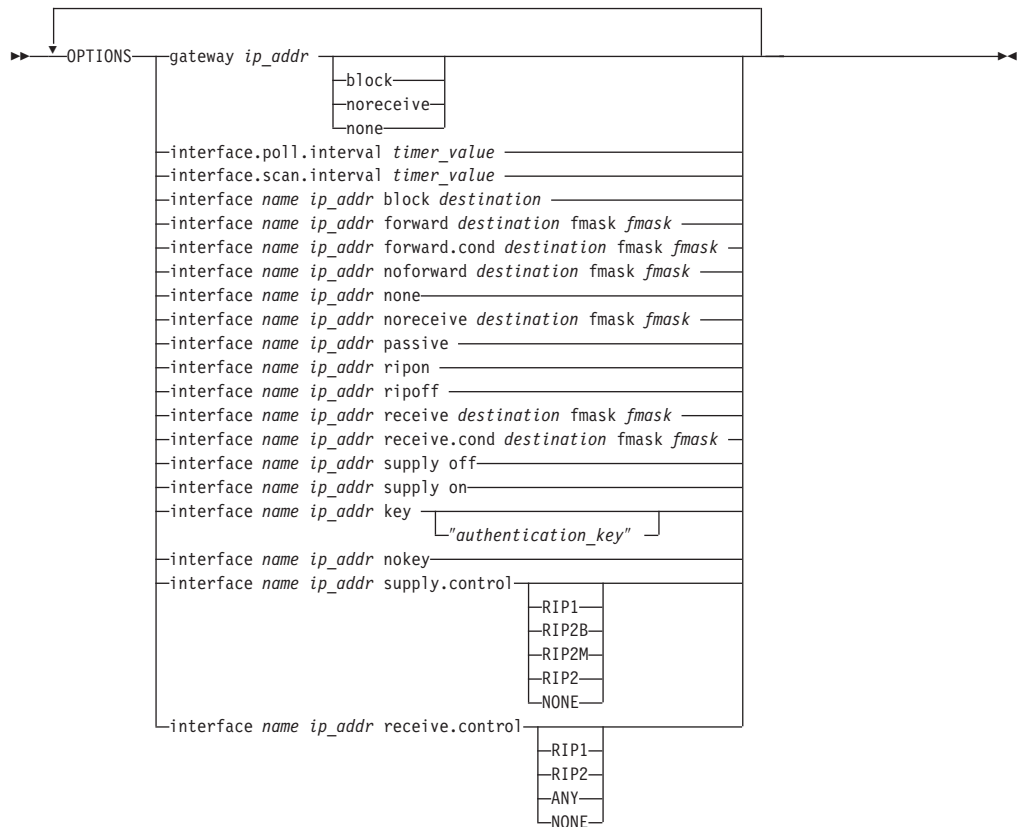 OPTIONS gateway ip_addr
block
noreceive
none
interface.poll.interval timer_value
interface.scan.interval timer_value
interface name ip_addr block destination
interface name ip_addr forward destination fmask fmask
interface name ip_addr forward.cond destination fmask fmask
interface name ip_addr noforward destination fmask fmask
interface name ip_addr none
interface name ip_addr noreceive destination fmask fmask
interface name ip_addr passive
interface name ip_addr ripon
interface name ip_addr ripoff
interface name ip_addr receive destination fmask fmask
interface name ip_addr receive.cond destination fmask fmask
interface name ip_addr supply off
interface name ip_addr supply on
interface name ip_addr key
"authentication_key"
interface name ip_addr nokey
interface name ip_addr supply.control
RIP1
RIP2B
RIP2M
RIP2
NONE
interface name ip_addr receive.control
RIP1
RIP2
ANY
NONE